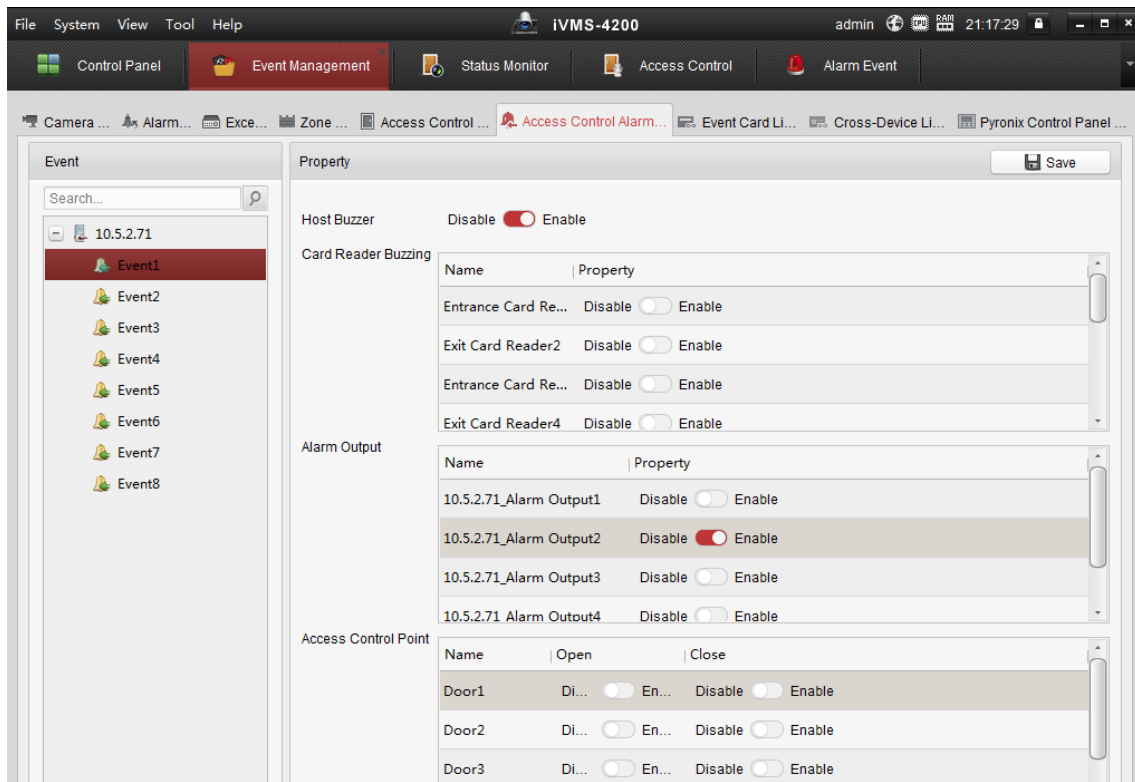 File System View Tool Help iVMS-4200 admin CPU RAM 21:17:29
Control Panel Event Management Status Monitor Access Control Alarm Event
Camera ... Alarm... Exce... Zone ... Access Control ... Access Control Alarm... Event Card Li... Cross-Device Li... Pyronix Control Panel ...
Event Property Save
Search...
10.5.2.71
Event1
Event2
Event3
Event4
Event5
Event6
Event7
Event8
Host Buzzer Disable Enable
Card Reader Buzzing
Name Property
Entrance Card Re... Disable Enable
Exit Card Reader2 Disable Enable
Entrance Card Re... Disable Enable
Exit Card Reader4 Disable Enable
Alarm Output
Name Property
10.5.2.71_Alarm Output1 Disable Enable
10.5.2.71_Alarm Output2 Disable Enable
10.5.2.71_Alarm Output3 Disable Enable
10.5.2.71_Alarm Output4 Disable Enable
Access Control Point
Name Open Close
Door1 Di... En... Disable Enable
Door2 Di... En... Disable Enable
Door3 Di... En... Disable Enable